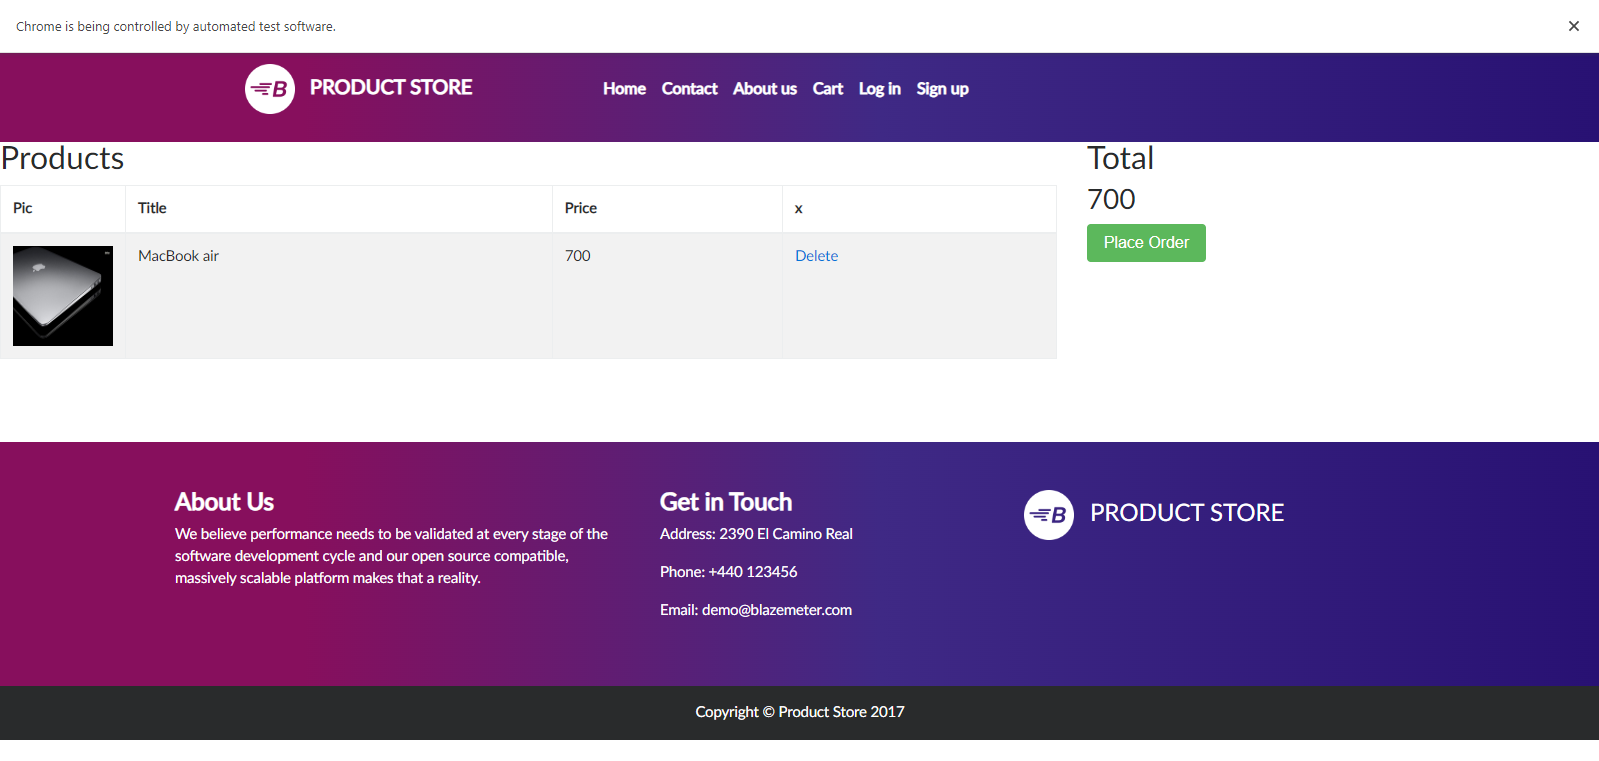 Chrome is being controlled by automated test software.
B PRODUCT STORE Home Contact About us Cart Log in Sign up
Products
Pic Title Price x
MacBook air 700 Delete
Total
700
Place Order
About Us
We believe performance needs to be validated at every stage of the
software development cycle and our open source compatible,
massively scalable platform makes that a reality.
Get in Touch
Address: 2390 El Camino Real
Phone: +440 123456
Email: demo@blazemeter.com
B PRODUCT STORE
Copyright © Product Store 2017